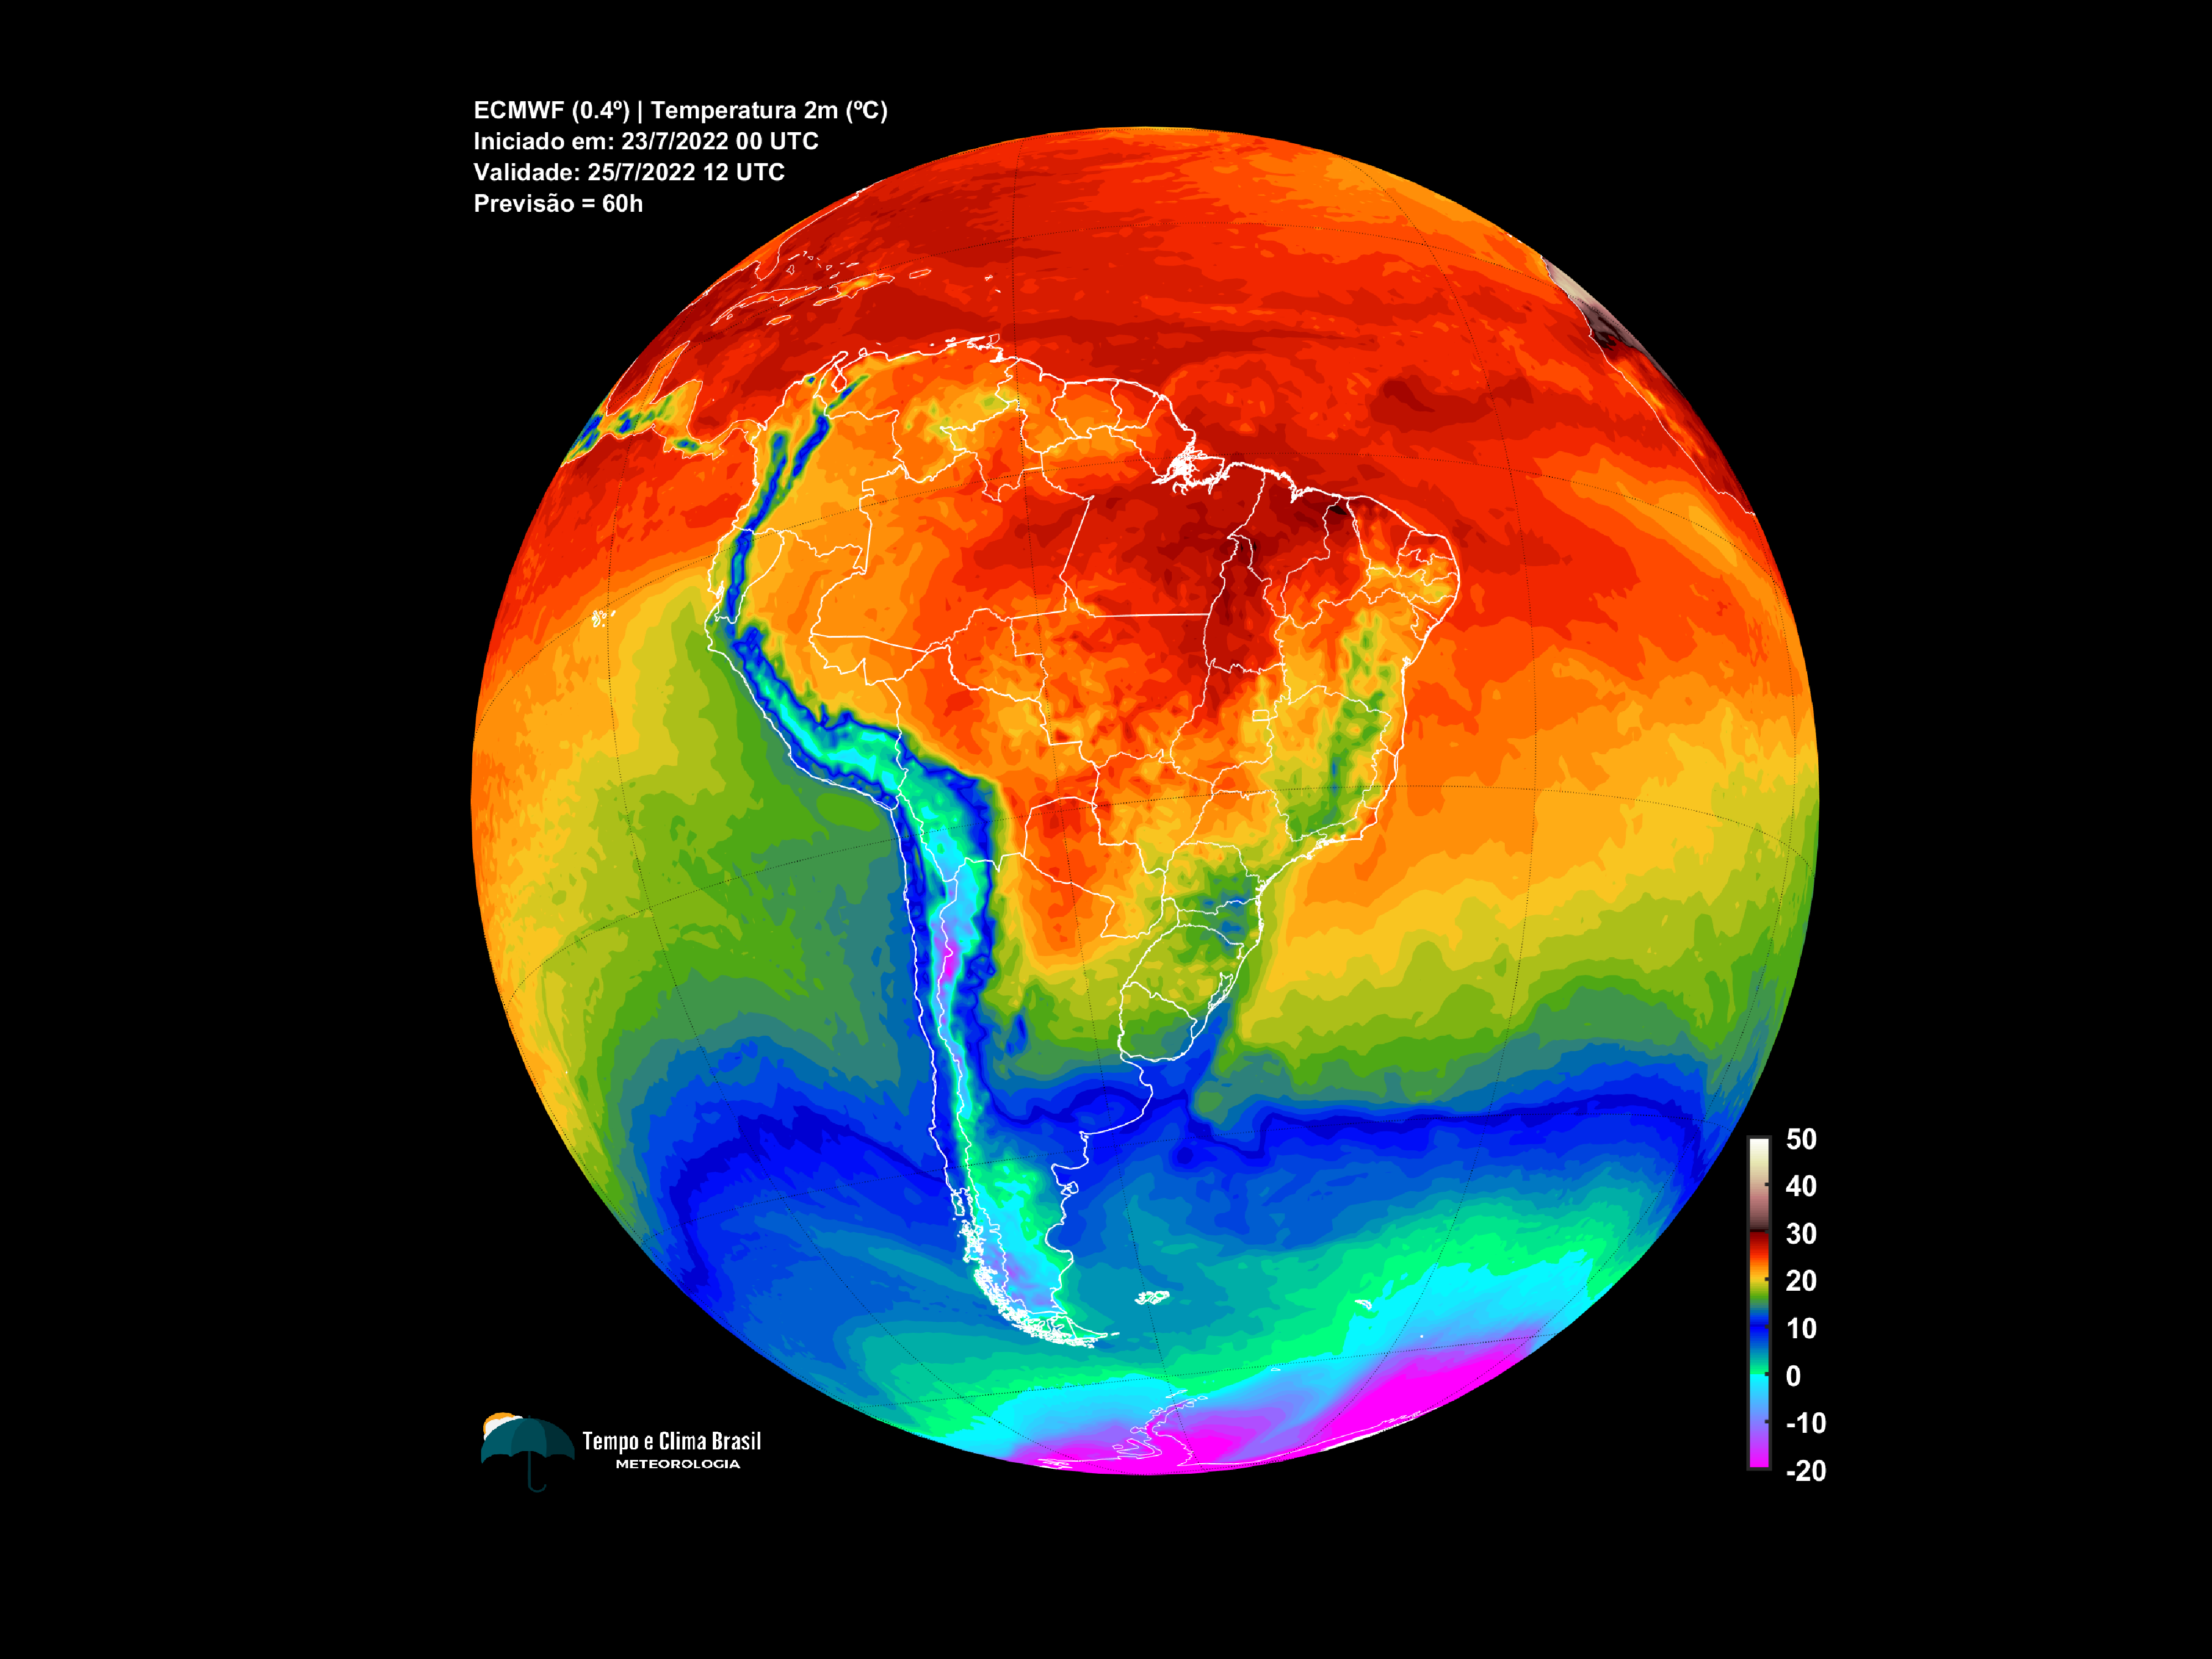 ECMWF (0.4º) | Temperatura 2m (ºC)
Iniciado em: 23/7/2022 00 UTC
Validade: 25/7/2022 12 UTC
Previsão = 60h
50
40
30
20
10
0
-10
-20
Tempo e Clima Brasil
METEOROLOGIA